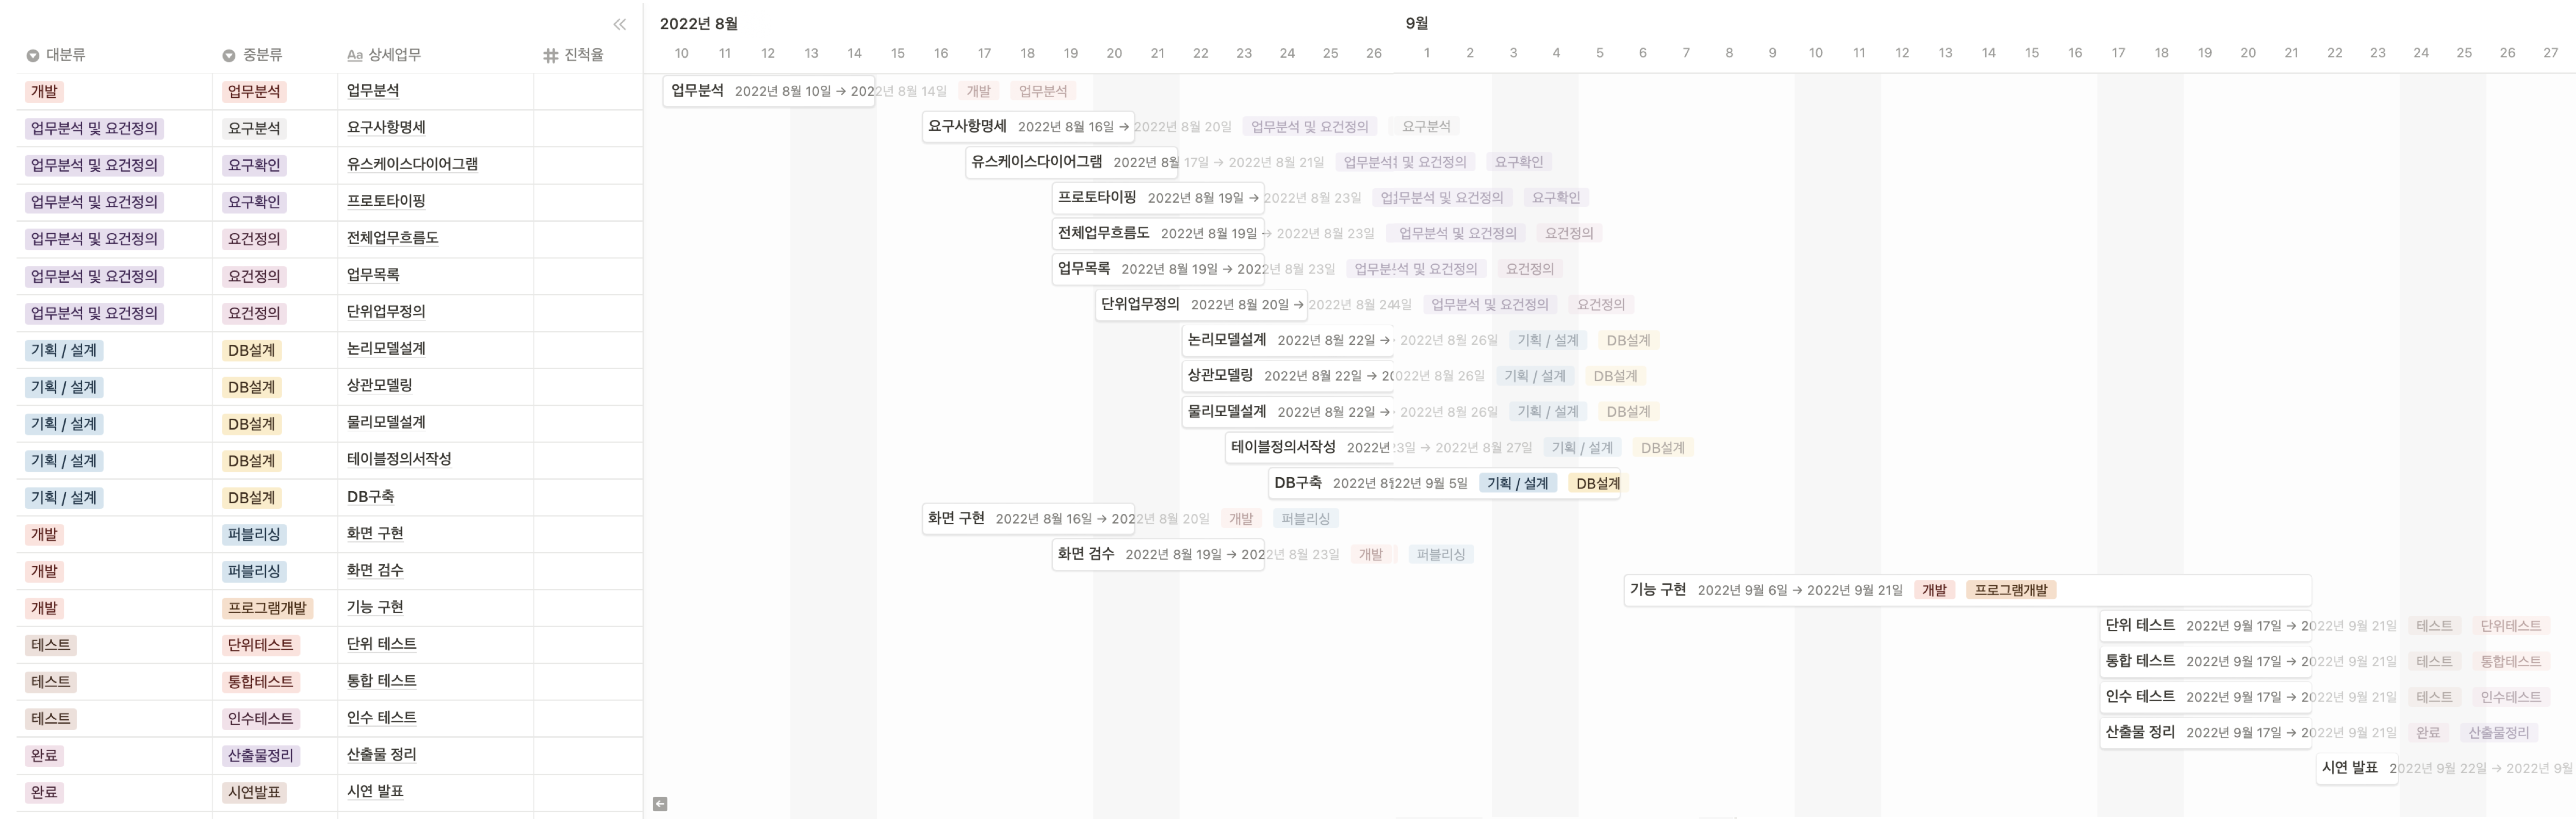 2022년 8월 9월
대분류 중분류 Aa 상세업무 진척율 10 11 12 13 14 15 16 17 18 19 20 21 22 23 24 25 26 1 2 3 4 5 6 7 8 9 10 11 12 13 14 15 16 17 18 19 20 21 22 23 24 25 26 27
개발 업무분석 업무분석 업무분석 2022년 8월 10일 → 2022년 8월 14일 개발 업무분석
업무분석 및 요건정의 요구분석 요구사항명세 요구사항명세 2022년 8월 16일 → 2022년 8월 20일 업무분석 및 요건정의 요구분석
업무분석 및 요건정의 요구확인 유스케이스다이어그램 유스케이스다이어그램 2022년 8월 17일 → 2022년 8월 21일 업무분석 및 요건정의 요구확인
업무분석 및 요건정의 요구확인 프로토타이핑 프로토타이핑 2022년 8월 19일 → 2022년 8월 23일 업무분석 및 요건정의 요구확인
업무분석 및 요건정의 요건정의 전체업무흐름도 전체업무흐름도 2022년 8월 19일 → 2022년 8월 23일 업무분석 및 요건정의 요건정의
업무분석 및 요건정의 요건정의 업무목록 업무목록 2022년 8월 19일 → 2022년 8월 23일 업무분석 및 요건정의 요건정의
업무분석 및 요건정의 요건정의 단위업무정의 단위업무정의 2022년 8월 20일 → 2022년 8월 24일 업무분석 및 요건정의 요건정의
기획 / 설계 DB설계 논리모델설계 논리모델설계 2022년 8월 22일 → 2022년 8월 26일 기획 / 설계 DB설계
기획 / 설계 DB설계 상관모델링 상관모델링 2022년 8월 22일 → 2022년 8월 26일 기획 / 설계 DB설계
기획 / 설계 DB설계 물리모델설계 물리모델설계 2022년 8월 22일 → 2022년 8월 26일 기획 / 설계 DB설계
기획 / 설계 DB설계 테이블정의서작성 테이블정의서작성 2022년 23일 → 2022년 8월 27일 기획 / 설계 DB설계
기획 / 설계 DB설계 DB구축 DB구축 2022년 8 22년 9월 5일 기획 / 설계 DB설계
개발 퍼블리싱 화면 구현 화면 구현 2022년 8월 16일 → 2022년 8월 20일 개발 퍼블리싱
개발 퍼블리싱 화면 검수 화면 검수 2022년 8월 19일 → 2022년 8월 23일 개발 퍼블리싱
개발 프로그램개발 기능 구현 기능 구현 2022년 9월 6일 → 2022년 9월 21일 개발 프로그램개발
테스트 단위테스트 단위 테스트 단위 테스트 2022년 9월 17일 → 2022년 9월 21일 테스트 단위테스트
테스트 통합테스트 통합 테스트 통합 테스트 2022년 9월 17일 → 2022년 9월 21일 테스트 통합테스트
테스트 인수테스트 인수 테스트 인수 테스트 2022년 9월 17일 → 2022년 9월 21일 테스트 인수테스트
완료 산출물정리 산출물 정리 산출물 정리 2022년 9월 17일 → 2022년 9월 21일 완료 산출물정리
완료 시연발표 시연 발표 시연 발표 2022년 9월 22일 → 2022년 9월